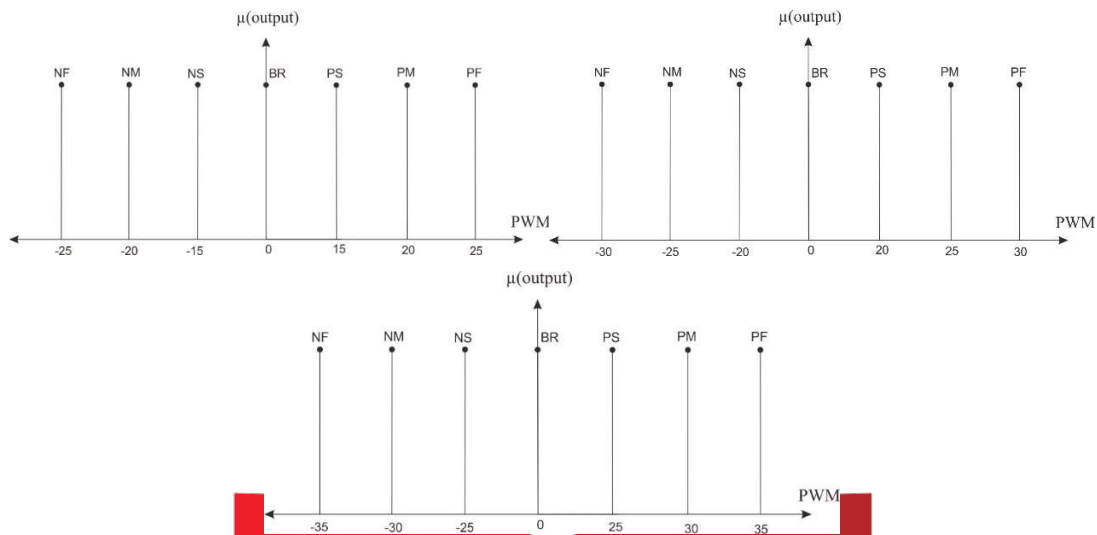 µ(output)
NF NM NS BR PS PM PF
PWM
-25 -20 -15 0 15 20 25
µ(output)
NF NM NS BR PS PM PF
PWM
-30 -25 -20 0 20 25 30
µ(output)
NF NM NS BR PS PM PF
PWM
-35 -30 -25 0 25 30 35